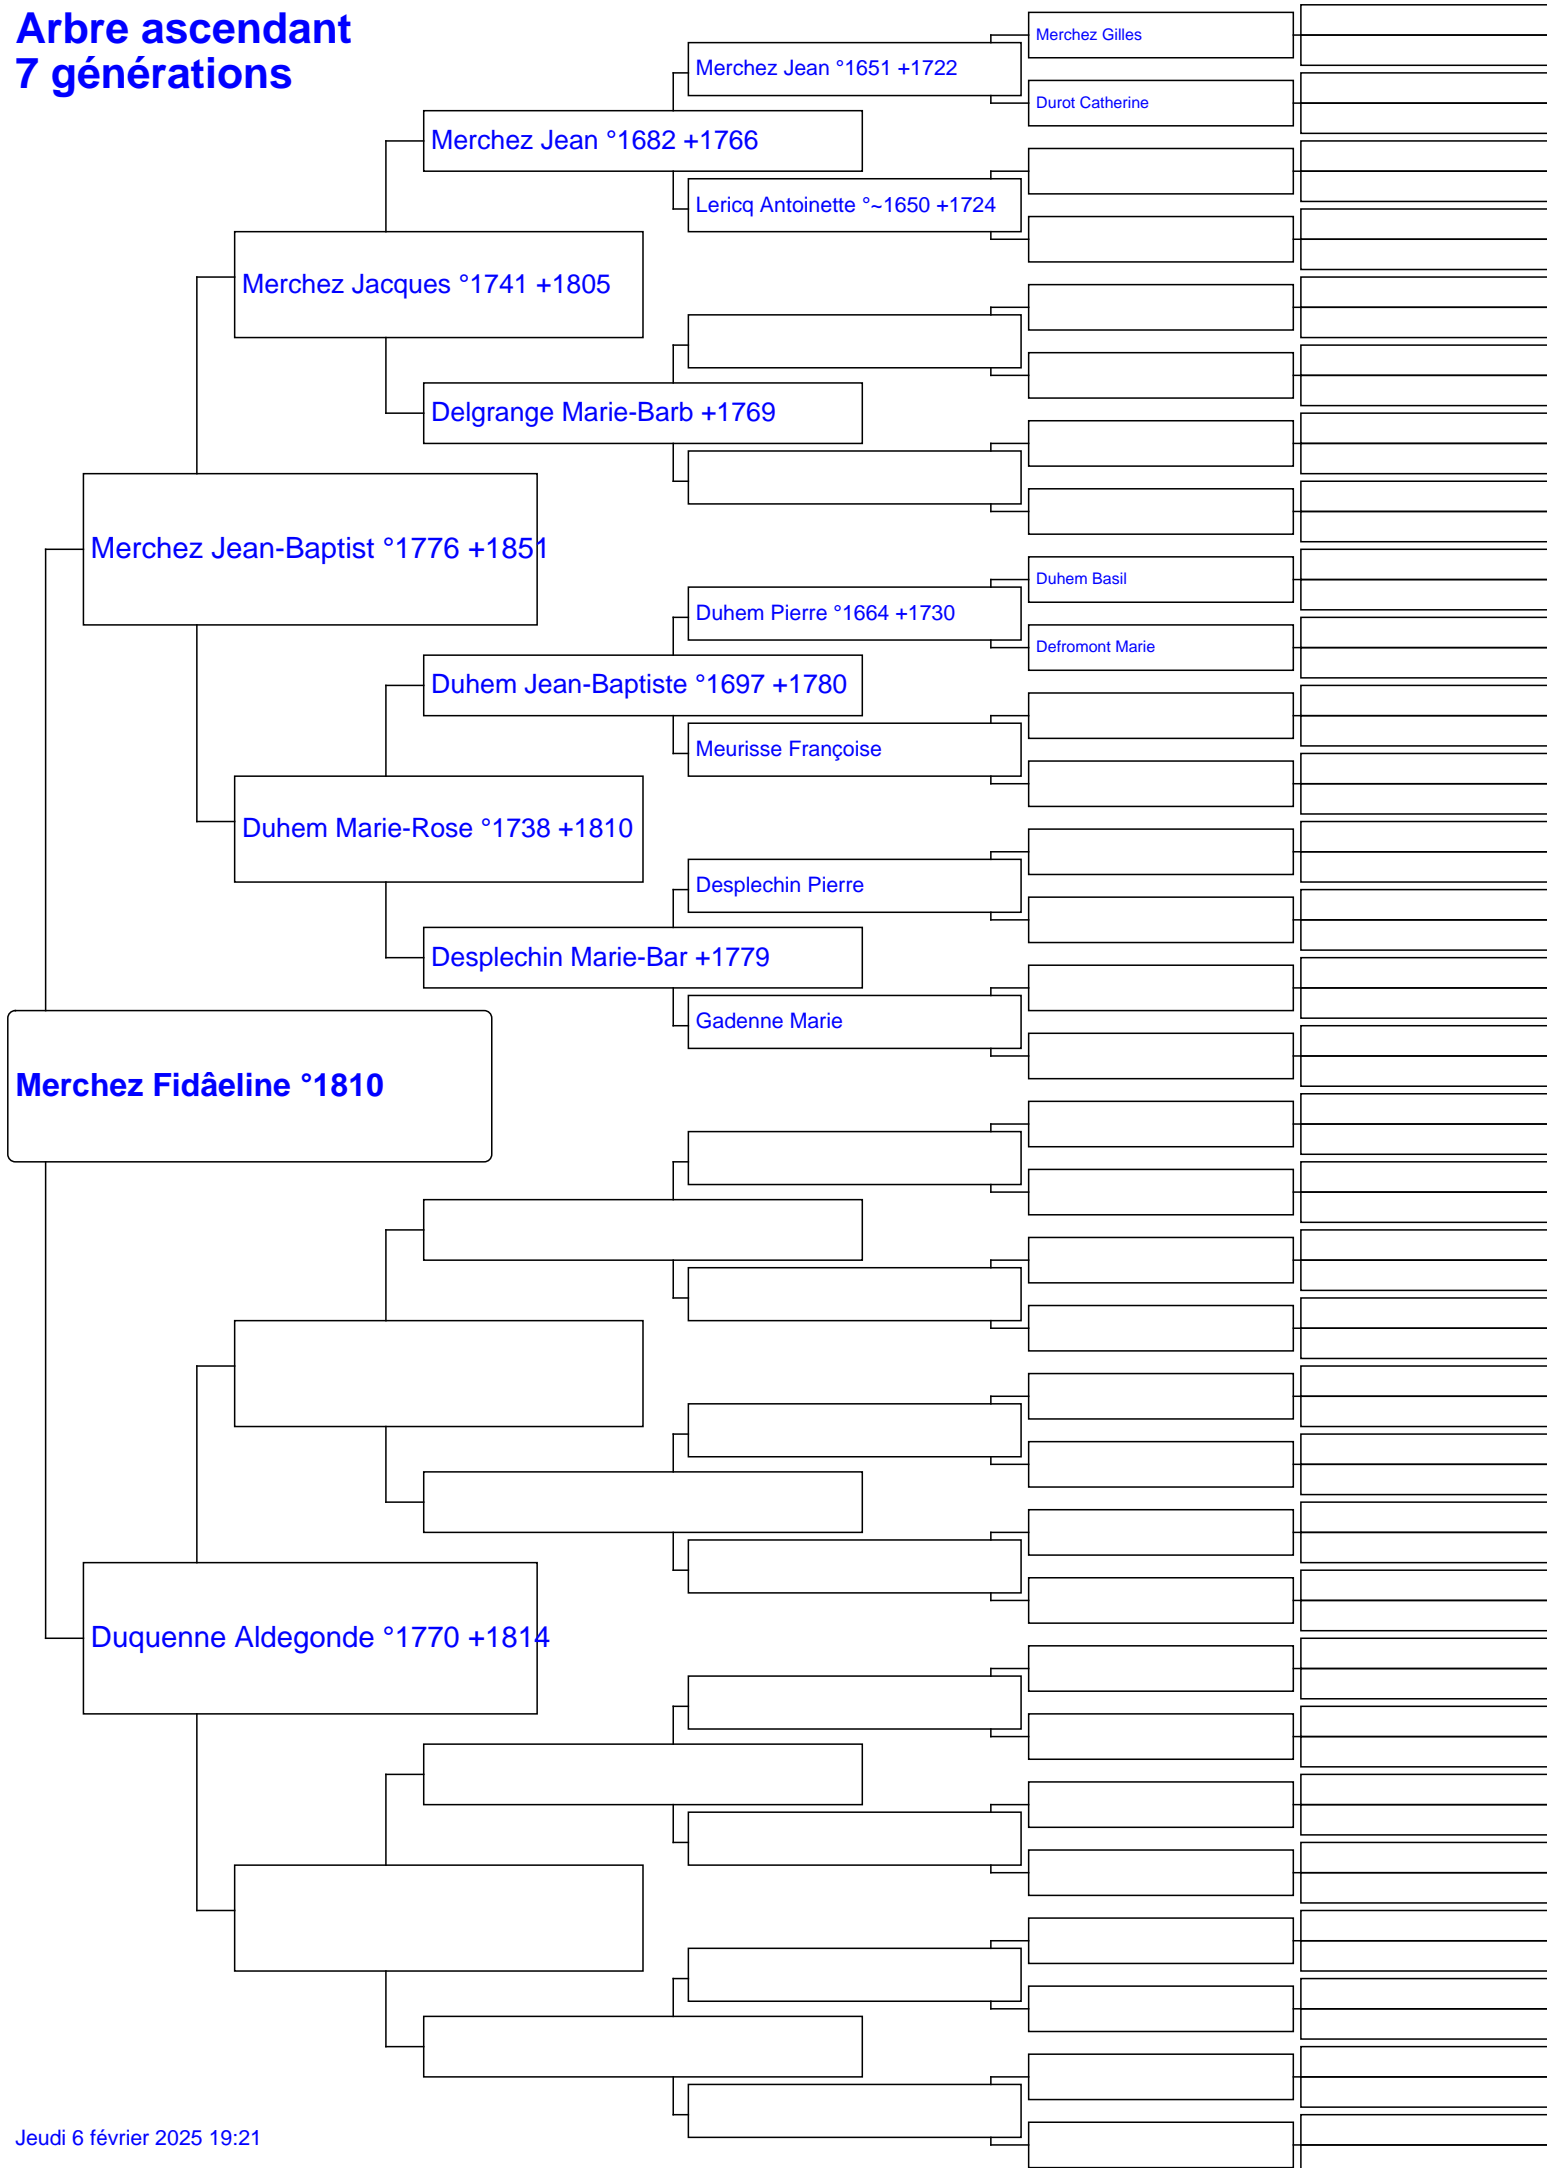 Arbre ascendant
7 générations
Merchez Gilles
Merchez Jean °1651 +1722
Durot Catherine
Merchez Jean °1682 +1766
Lericq Antoinette °~1650 +1724
Merchez Jacques °1741 +1805
Delgrange Marie-Barb +1769
Merchez Jean-Baptist °1776 +1851
Duhem Basil
Duhem Pierre °1664 +1730
Defromont Marie
Duhem Jean-Baptiste °1697 +1780
Meurisse Françoise
Duhem Marie-Rose °1738 +1810
Desplechin Pierre
Desplechin Marie-Bar +1779
Gadenne Marie
Merchez Fidâeline °1810
Duquenne Aldegonde °1770 +1814
Jeudi 6 février 2025 19:21